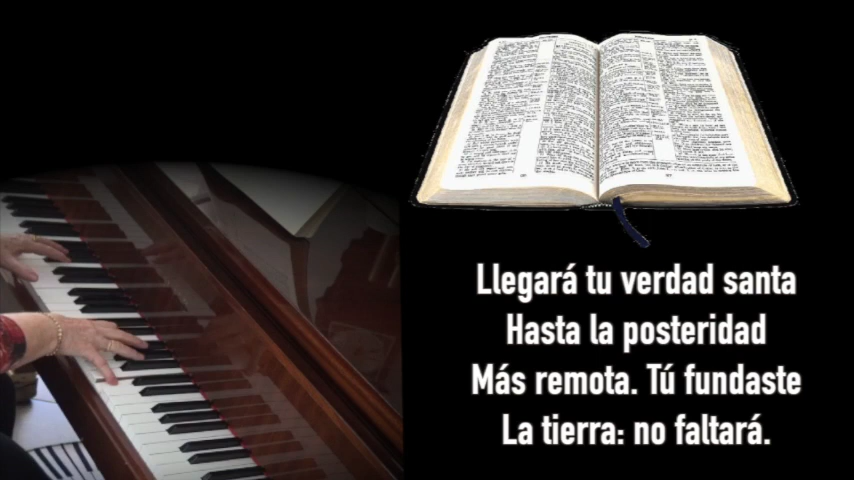 Llegará tu verdad santa
Hasta la posteridad
Más remota. Tú fundaste
La tierra: no faltará.